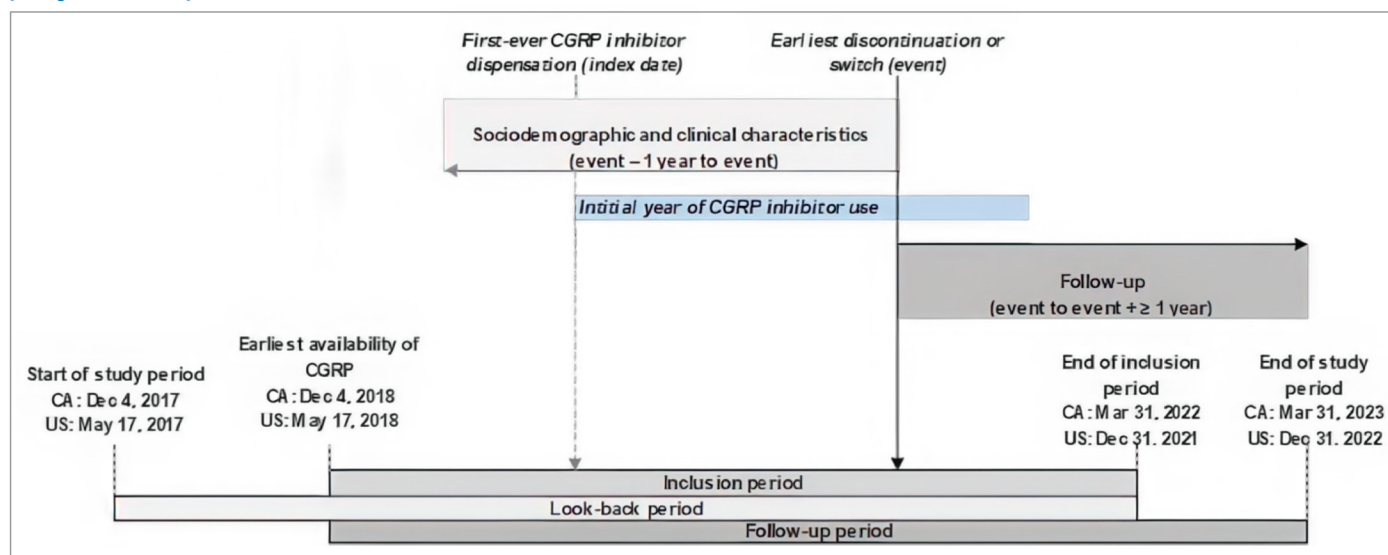 First-ever CGRP inhibitor
dispensation (index date)
Earliest discontinuation or
switch (event)
Sociodemographic and clinical characteristics
(event – 1 year to event)
Intitial year of CGRP inhibitor use
Follow-up
(event to event + ≥ 1 year)
Start of study period
CA: Dec 4, 2017
US: May 17, 2017
Earliest availability of
CGRP
CA: Dec 4, 2018
US: May 17, 2018
End of inclusion
period
CA: Mar 31, 2022
US: Dec 31. 2021
End of study
period
CA: Mar 31, 2023
US: Dec 31. 2022
Inclusion period
Look-back period
Follow-up period